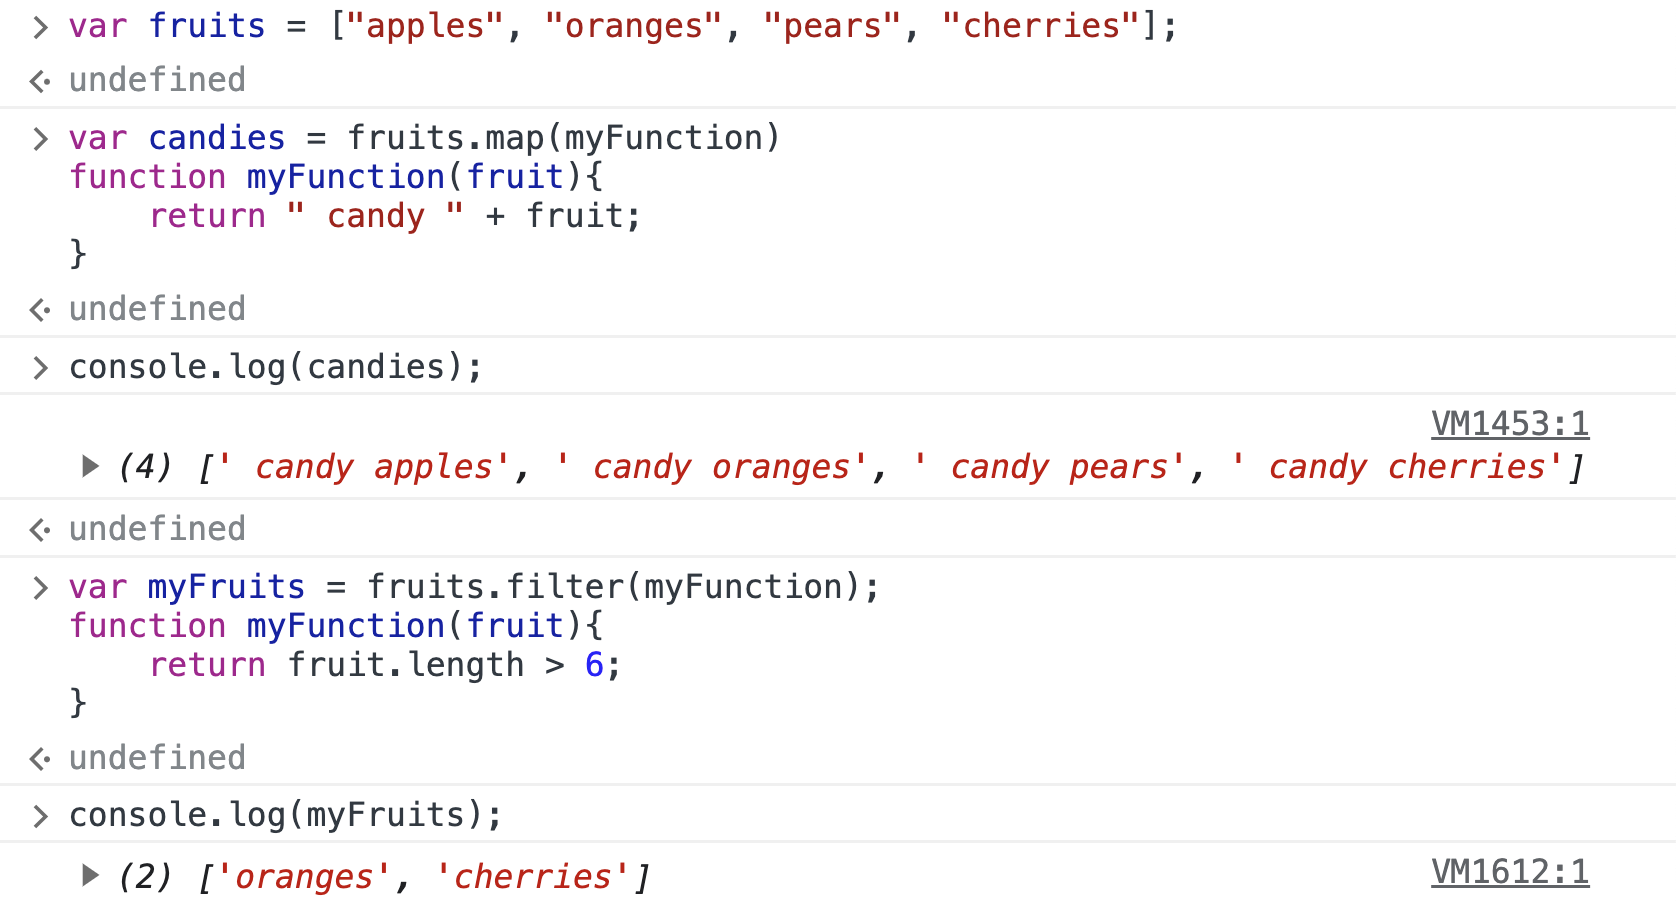 > var fruits = ["apples", "oranges", "pears", "cherries"];
<· undefined
> var candies = fruits.map(myFunction)
function myFunction(fruit){
    return " candy " + fruit;
}
<· undefined
> console.log(candies);
VM1453:1
▶ (4) [' candy apples', ' candy oranges', ' candy pears', ' candy cherries']
<· undefined
> var myFruits = fruits.filter(myFunction);
function myFunction(fruit){
    return fruit.length > 6;
}
<· undefined
> console.log(myFruits);
▶ (2) ['oranges', 'cherries'] VM1612:1